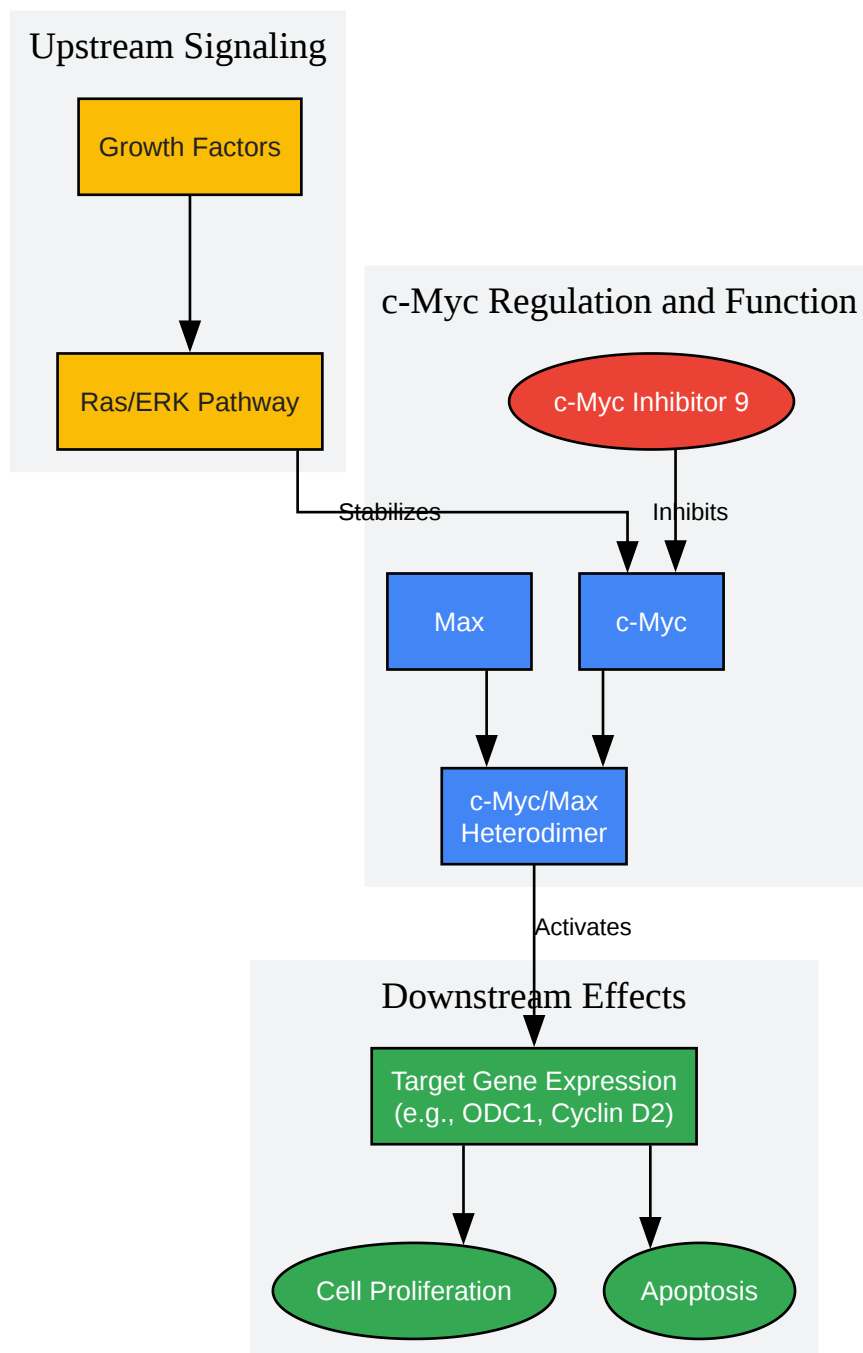 Upstream Signaling
Growth Factors
Ras/ERK Pathway
c-Myc Regulation and Function
c-Myc Inhibitor 9
Stabilizes
Inhibits
Max
c-Myc
c-Myc/Max
Heterodimer
Activates
Downstream Effects
Target Gene Expression
(e.g., ODC1, Cyclin D2)
Cell Proliferation
Apoptosis